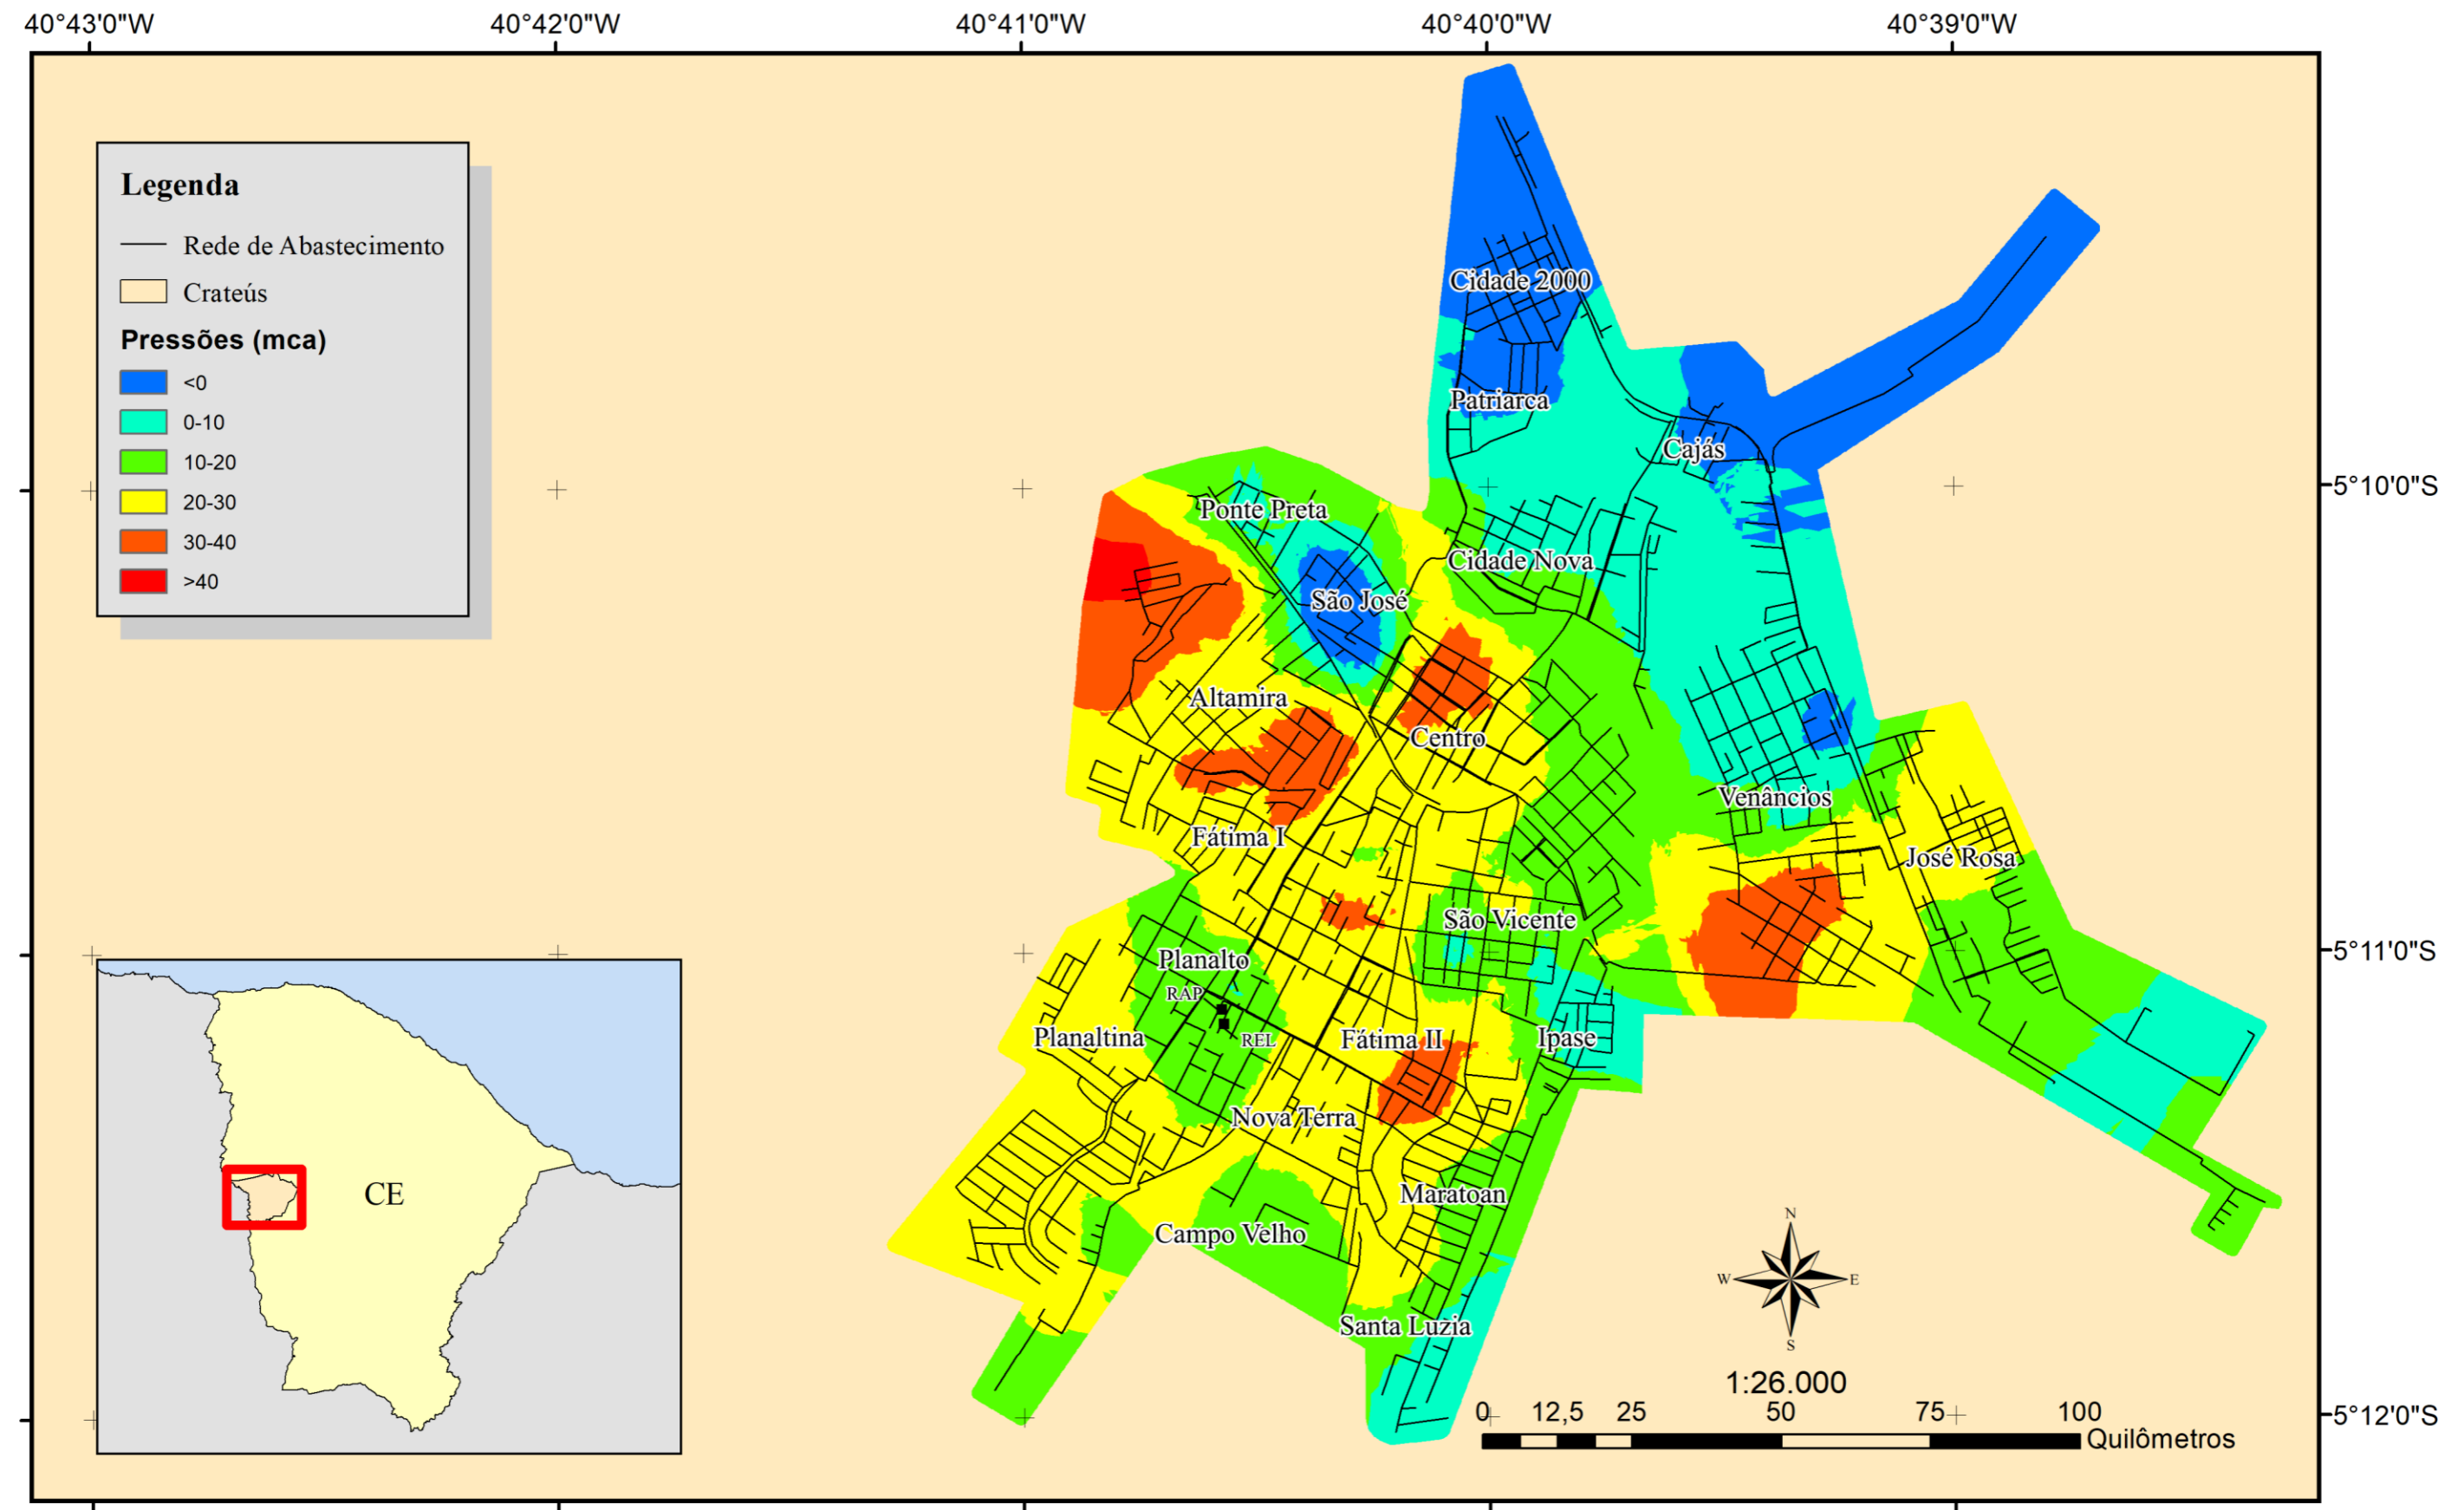 40°43'0"W
40°42'0"W
40°41'0"W
40°40'0"W
40°39'0"W
Legenda
Rede de Abastecimento
Crateús
Pressões (mca)
<0
0-10
10-20
20-30
30-40
>40
Cidade 2000
Patriarca
Cajás
5°10'0"S
Ponte Preta
Cidade Nova
São José
Altamira
Centro
Venâncios
Fátima I
José Rosa
São Vicente
5°11'0"S
Planalto
RAP
Planaltina
REL
Fátima II
Ipase
Nova Terra
Maratoan
CE
Campo Velho
Santa Luzia
N
W
E
S
1:26.000
0 12,5 25 50 75 100
Quilômetros
5°12'0"S